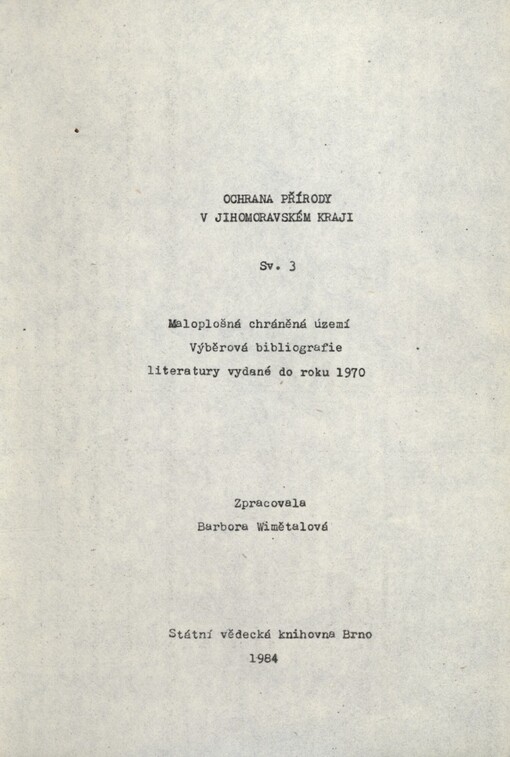 OCHRANA PŘÍRODY
V JIHOMORAVSKÉM KRAJI
Sv. 3
Maloplošná chráněná území
Výběrová bibliografie
literatury vydané do roku 1970
Zpracovala
Barbora Wimětalová
Státní vědecká knihovna Brno
1984